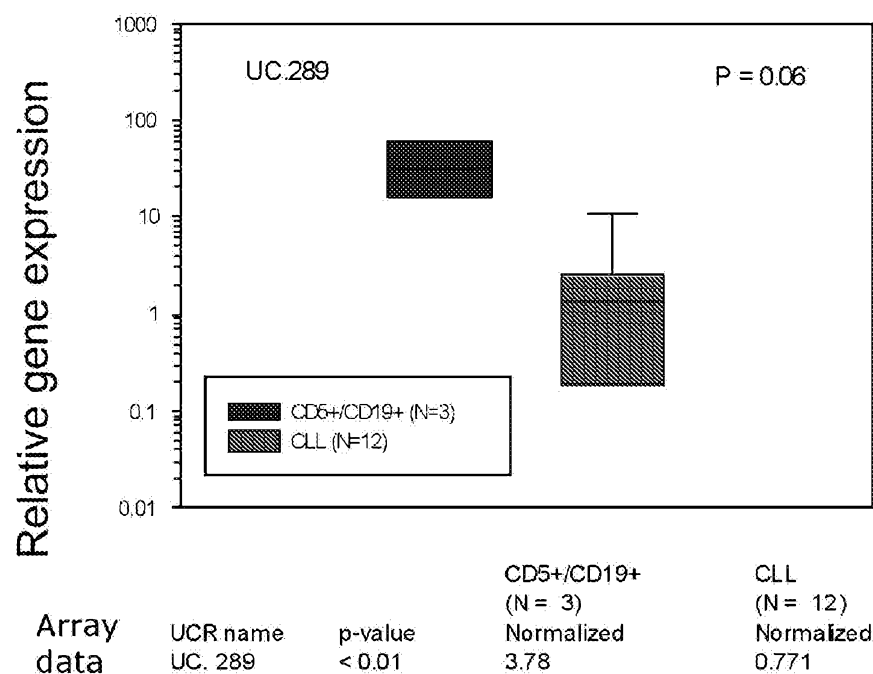 1000
UC.289
P = 0.06
100
10
1
0.1
0.01
Relative gene expression
CD5+/CD19+ (N=3)
CLL (N=12)
CD5+/CD19+ CLL
(N = 3) (N = 12)
Array UCR name p-value Normalized Normalized
data UC. 289 < 0.01 3.78 0.771